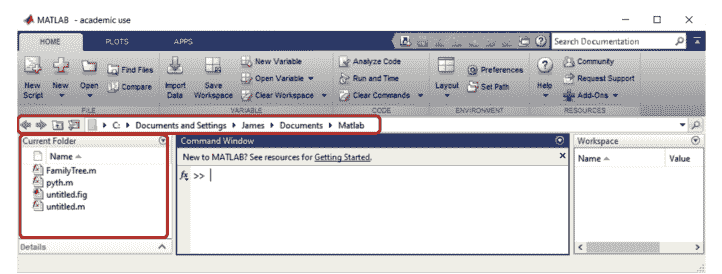 MATLAB - academic use
HOME PLOTS APPS Search Documentation
New Script New Open Find Files Compare Import Data Save Workspace New Variable Open Variable Clear Workspace Analyze Code Run and Time Clear Commands Layout Preferences Set Path Help Community Request Support Add-Ons
FILE VARIABLE CODE ENVIRONMENT RESOURCES
C: Documents and Settings James Documents Matlab
Current Folder Command Window Workspace
Name New to MATLAB? See resources for Getting Started. Name Value
FamilyTree.m
fx >>
pyth.m
untitled.fig
untitled.m
Details